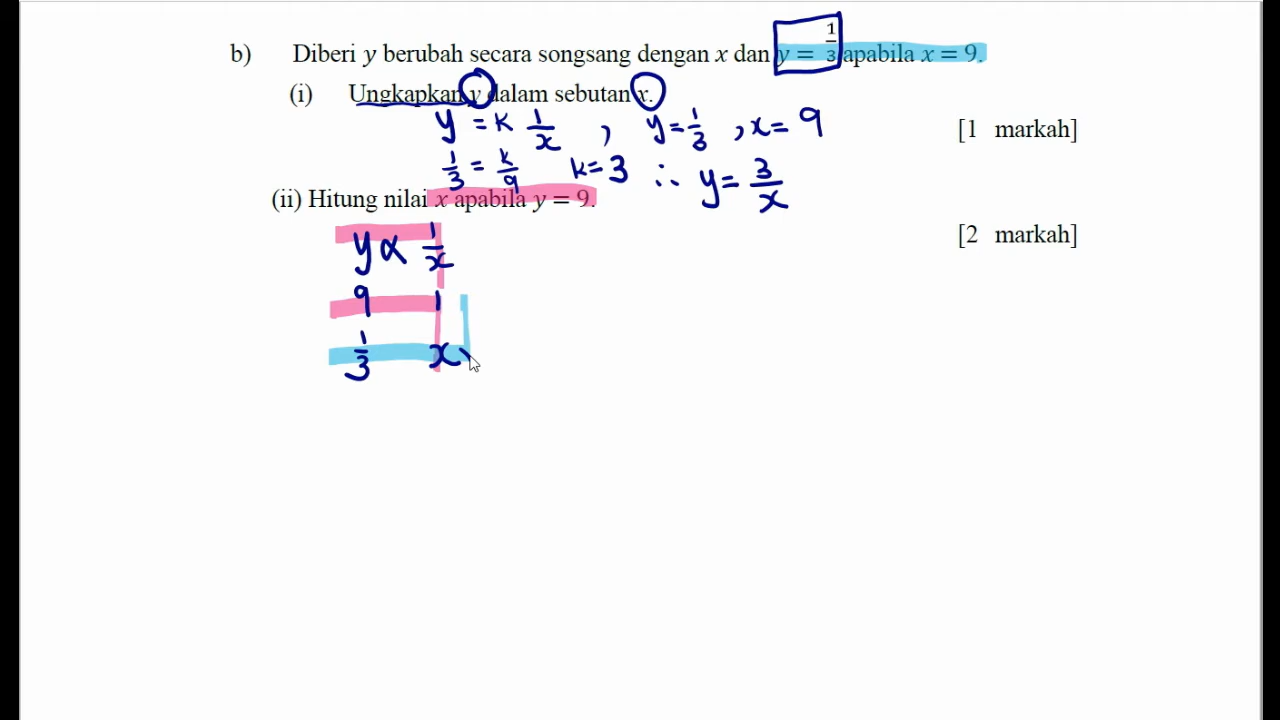 b) Diberi y berubah secara songsang dengan x dan y = 1/3 apabila x = 9.
(i) Ungkapkan y dalam sebutan x.
y = k 1/x , y = 1/3 , x = 9
[1 markah]
1/3 = k/9 k = 3 ∴ y = 3/x
(ii) Hitung nilai x apabila y = 9.
[2 markah]
y ∝ 1/x
9 1
1/3 x